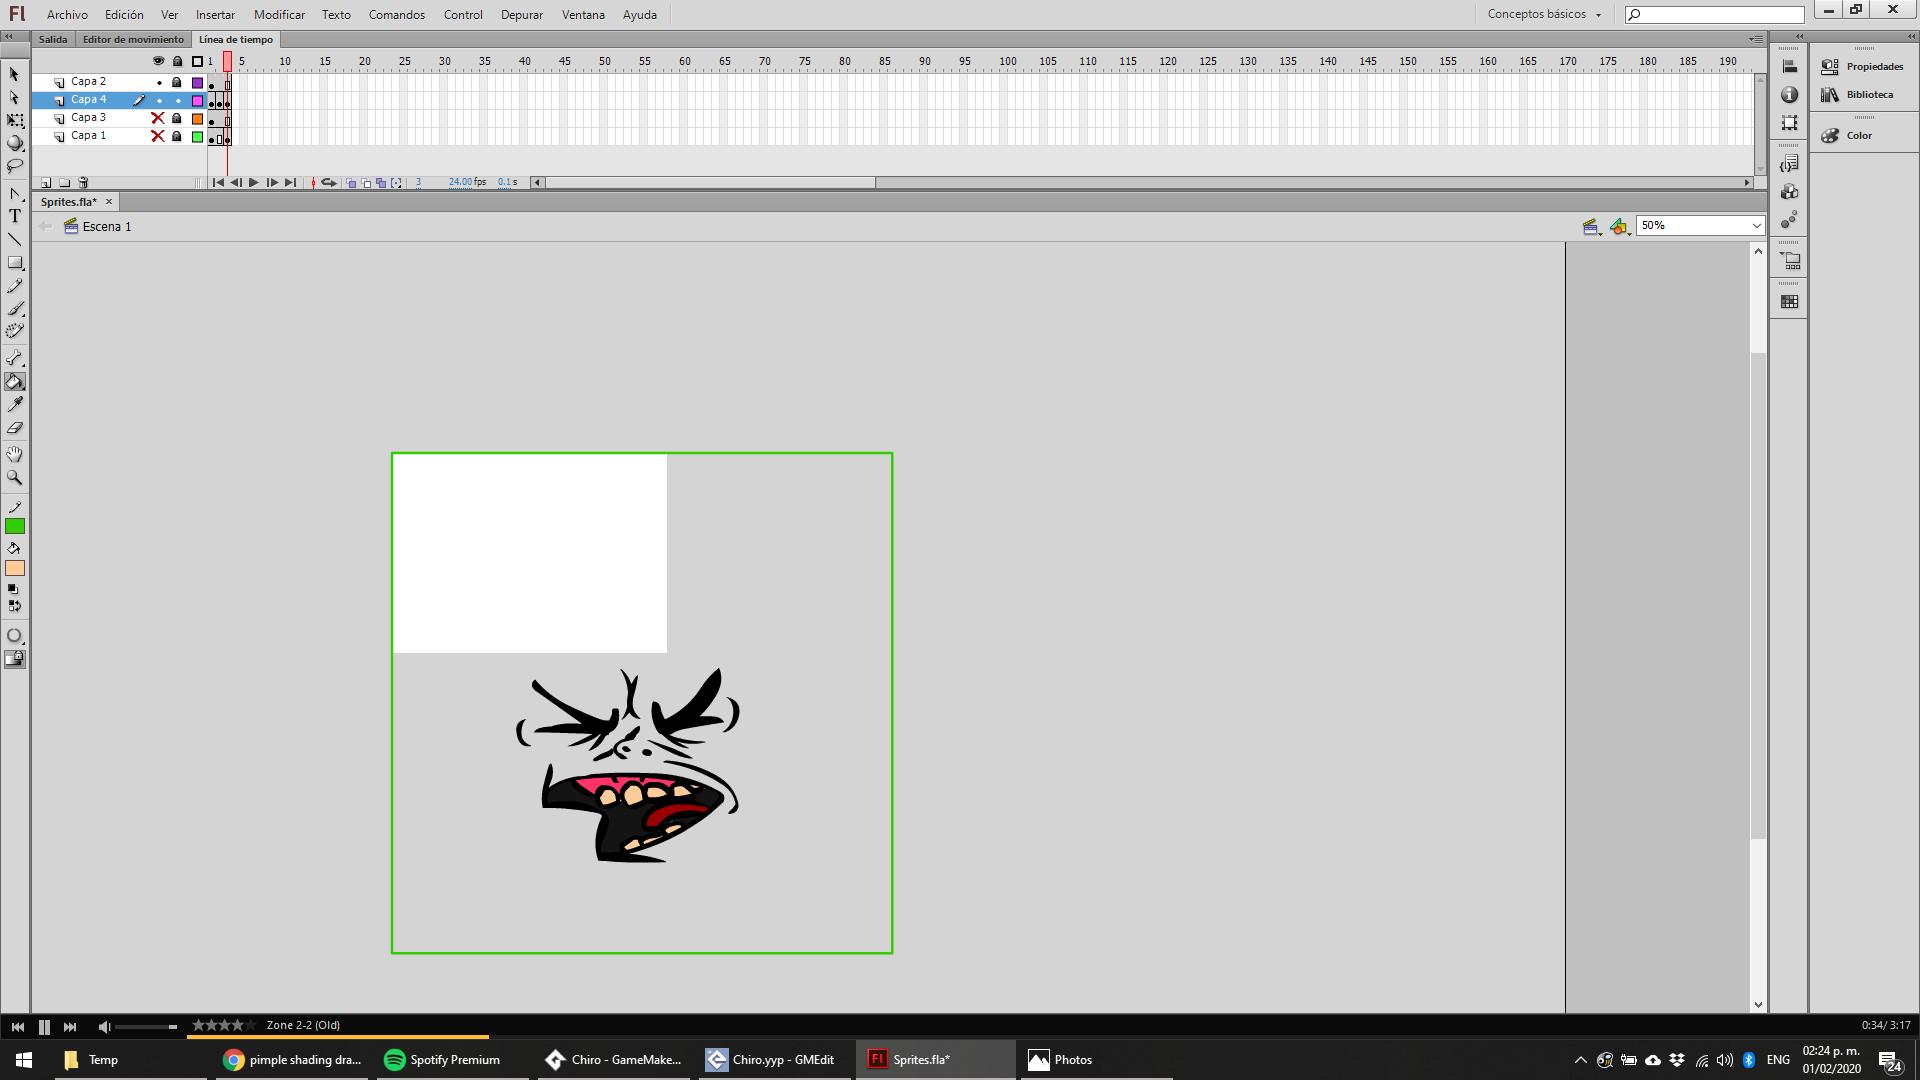 Fl Archivo Edición Ver Insertar Modificar Texto Comandos Control Depurar Ventana Ayuda Conceptos básicos
Salida Editor de movimiento Línea de tiempo
1 5 10 15 20 25 30 35 40 45 50 55 60 65 70 75 80 85 90 95 100 105 110 115 120 125 130 135 140 145 150 155 160 165 170 175 180 185 190
Capa 2
Capa 4
Capa 3
Capa 1
3 24.00 fps 0.1 s
Propiedades
Biblioteca
Color
Sprites.fla*
Escena 1
50%
Zone 2-2 (Old) 0:34/ 3:17
Temp pimple shading dra... Spotify Premium Chiro - GameMake... Chiro.yyp - GMEdit Fl Sprites.fla* Photos ENG
02:24 p. m.
01/02/2020
24